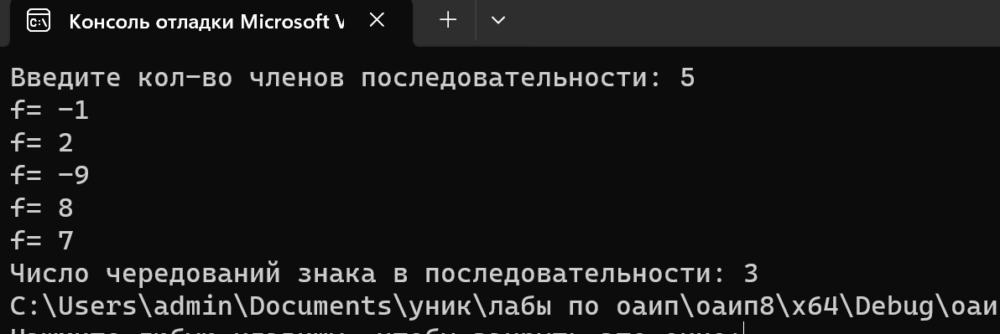 Консоль отладки Microsoft V
Введите кол-во членов последовательности: 5
f= -1
f= 2
f= -9
f= 8
f= 7
Число чередований знака в последовательности: 3
C:\Users\admin\Documents\уник\лабы по оаип\оаип8\x64\Debug\оаи